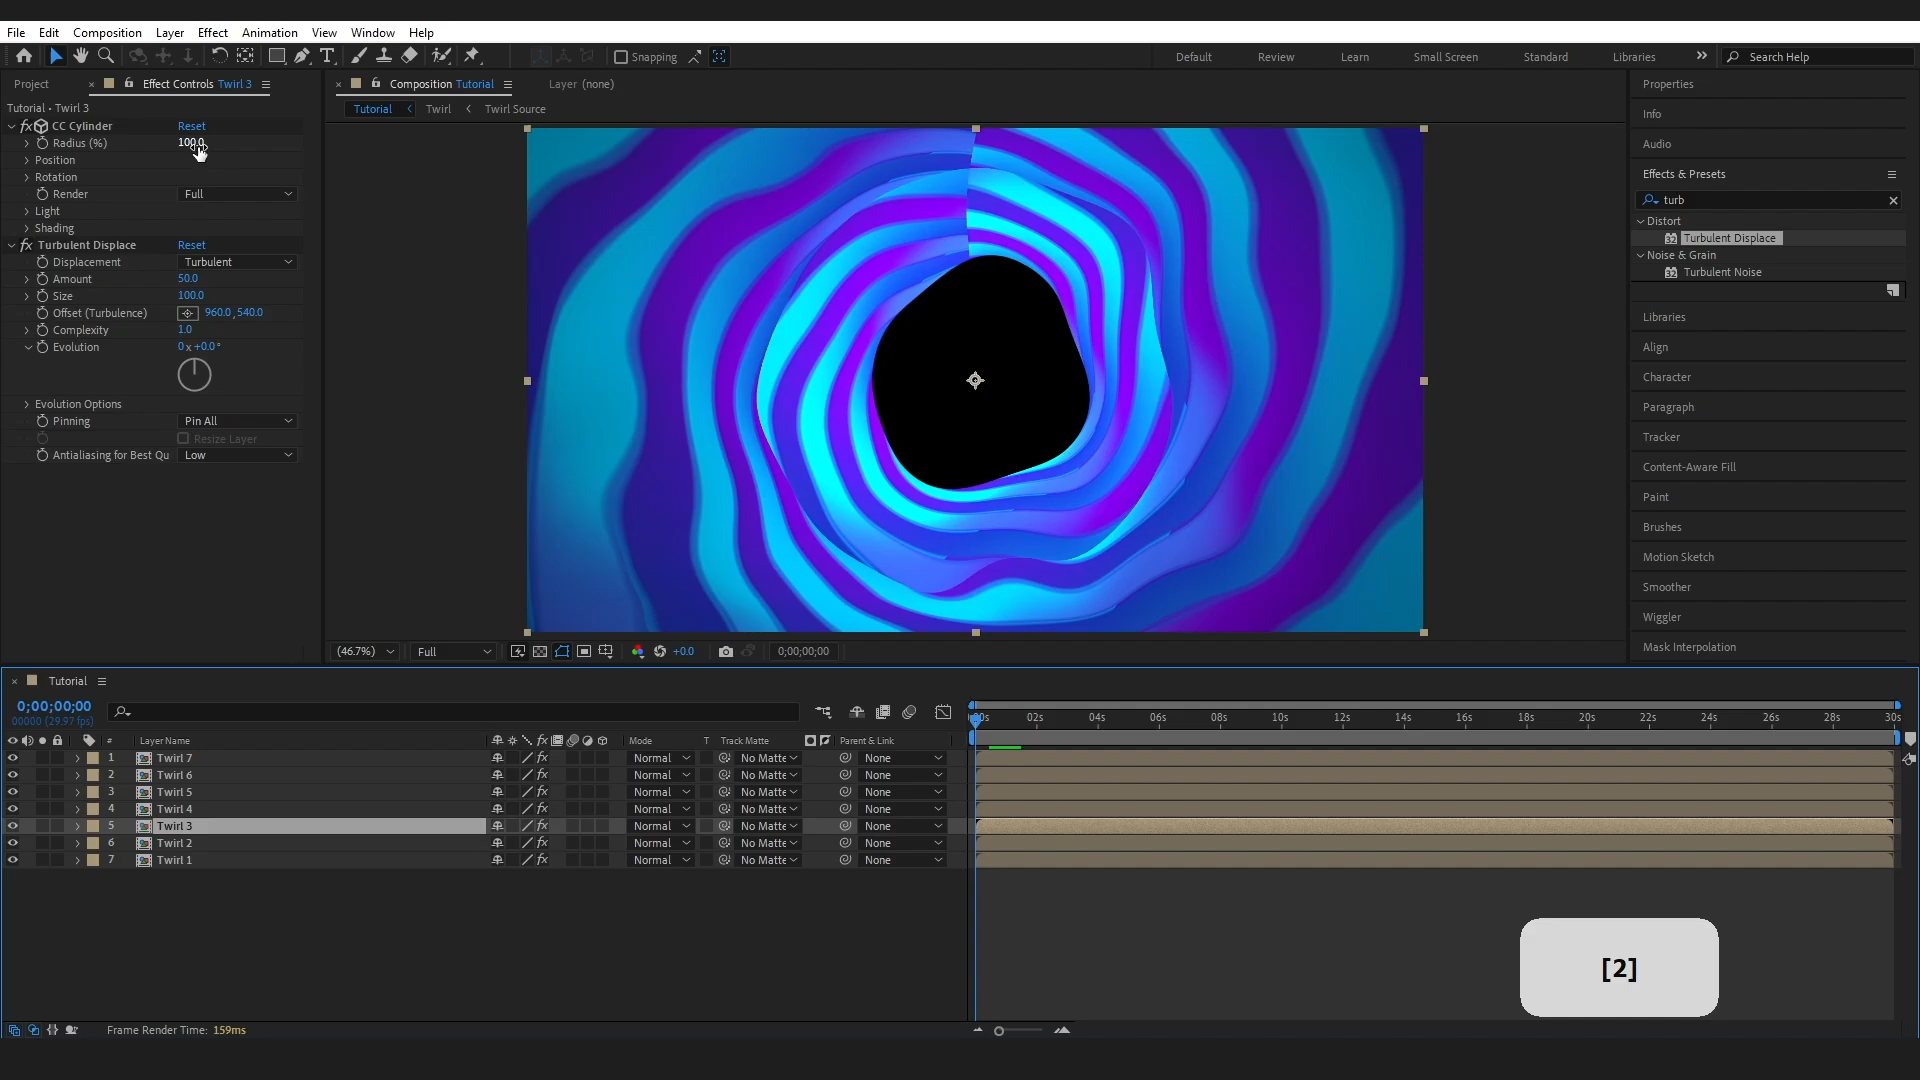 File Edit Composition Layer Effect Animation View Window Help
Snapping Default Review Learn Small Screen Standard Libraries Search Help
Project Effect Controls Twirl 3 Composition Tutorial Layer (none)
Tutorial • Twirl 3
Tutorial Twirl Twirl Source
CC Cylinder Reset
Radius (%) 100.0
Position
Rotation
Render Full
Light
Shading
Turbulent Displace Reset
Displacement Turbulent
Amount 50.0
Size 100.0
Offset (Turbulence) 960.0, 540.0
Complexity 1.0
Evolution 0 x +0.0°
Evolution Options
Pinning Pin All
Resize Layer
Antialiasing for Best Qu Low
(46.7%) Full +0.0 0;00;00;00
Properties
Info
Audio
Effects & Presets
turb
Distort
32 Turbulent Displace
Noise & Grain
32 Turbulent Noise
Libraries
Align
Character
Paragraph
Tracker
Content-Aware Fill
Paint
Brushes
Motion Sketch
Smoother
Wiggler
Mask Interpolation
Tutorial
0;00;00;00
00000 (29.97 fps)
02s 04s 06s 08s 10s 12s 14s 16s 18s 20s 22s 24s 26s 28s 30s
# Layer Name Mode T Track Matte Parent & Link
1 Twirl 7 Normal No Matte None
2 Twirl 6 Normal No Matte None
3 Twirl 5 Normal No Matte None
4 Twirl 4 Normal No Matte None
5 Twirl 3 Normal No Matte None
6 Twirl 2 Normal No Matte None
7 Twirl 1 Normal No Matte None
[2]
Frame Render Time: 159ms